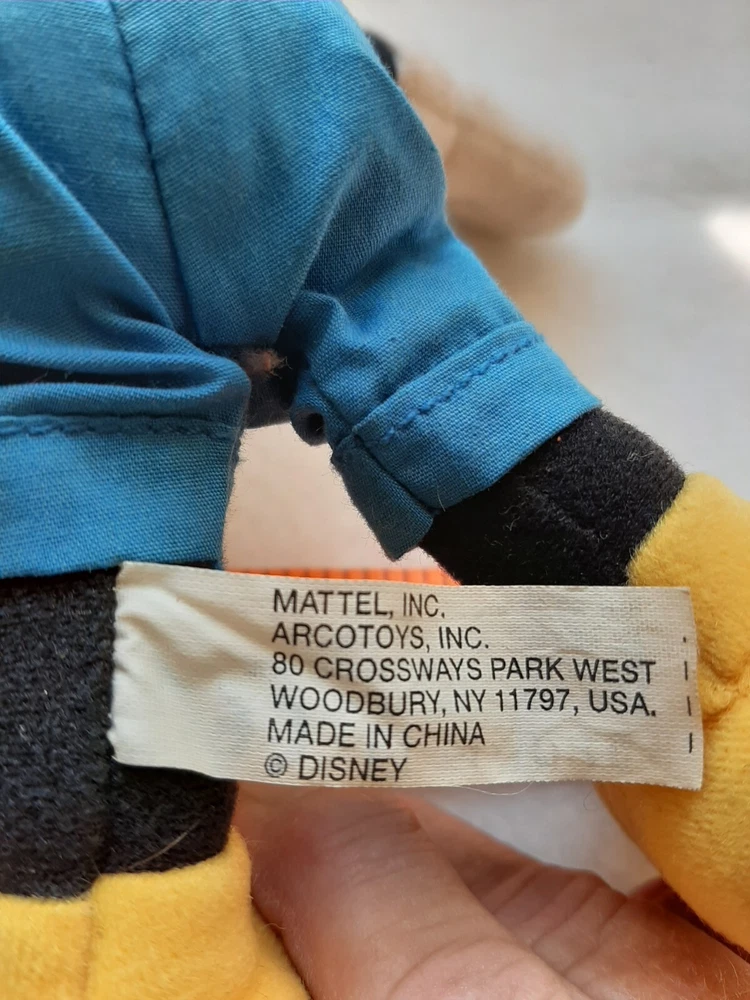 MATTEL, INC.
ARCOTOYS, INC.
80 CROSSWAYS PARK WEST
WOODBURY, NY 11797, USA.
MADE IN CHINA
© DISNEY